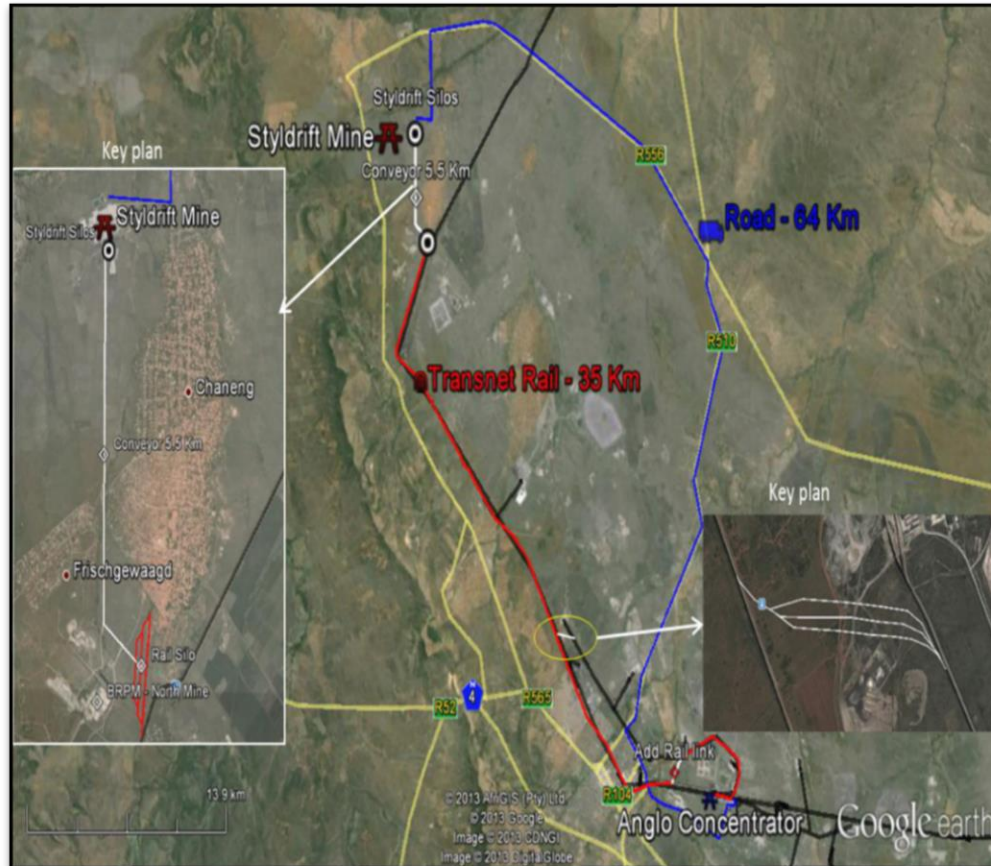 Styldrift Silos
Styldrift Mine
Conveyor 5.5 Km
R556
Road - 64 Km
R510
Transnet Rail - 35 Km
Key plan
Styldrift Mine
Styldrift Silos
Chaneng
Conveyor 5.5 Km
Frischgewaagd
Rail Silo
BRPM - North Mine
Key plan
4
R52
R565
Add Rail link
R104
Anglo Concentrator
13.9 km
© 2013 AfriGIS (Pty) Ltd.
© 2013 Google
Image © 2013 CDNGI
Image © 2013 DigitalGlobe
Google earth